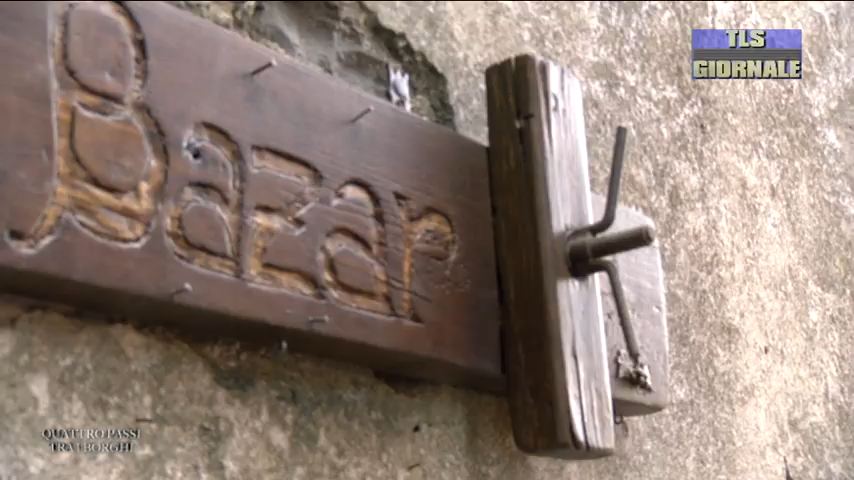 TLS
GIORNALE
Bazar
QUATTRO PASSI
TRA I BORGHI